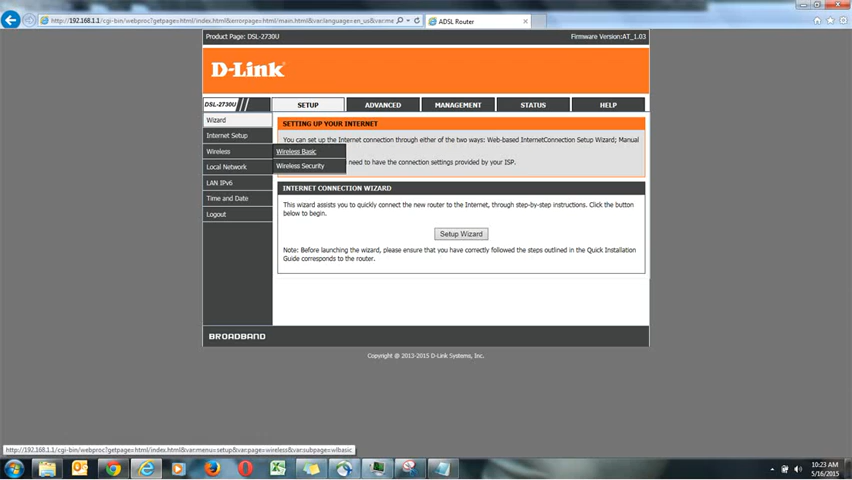 http://192.168.1.1/cgi-bin/webproc?getpage=html/index.html&errorpage=html/main.html&var:language=en_us&var:me
ADSL Router
Product Page: DSL-2730U
Firmware Version:AT_1.03
D-Link
DSL-2730U
SETUP
ADVANCED
MANAGEMENT
STATUS
HELP
Wizard
Internet Setup
Wireless
Local Network
LAN IPv6
Time and Date
Logout
Wireless Basic
Wireless Security
SETTING UP YOUR INTERNET
You can set up the Internet connection through either of the two ways: Web-based InternetConnection Setup Wizard; Manual
need to have the connection settings provided by your ISP.
INTERNET CONNECTION WIZARD
This wizard assists you to quickly connect the new router to the Internet, through step-by-step instructions. Click the button
below to begin.
Setup Wizard
Note: Before launching the wizard, please ensure that you have correctly followed the steps outlined in the Quick Installation
Guide corresponds to the router.
BROADBAND
Copyright @ 2013-2015 D-Link Systems, Inc.
http://192.168.1.1/cgi-bin/webproc?getpage=html/index.html&var:menu=setup&var:page=wireless&var:subpage=wlbasic
10:23 AM
5/16/2015